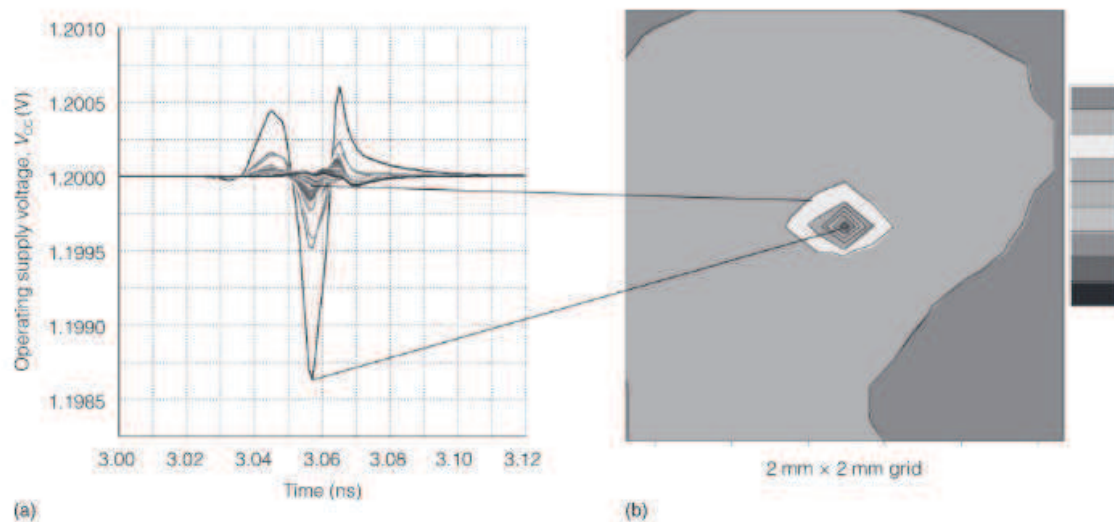 1.2010
1.2005
1.2000
1.1995
1.1990
1.1985
Operating supply voltage, Vcc (V)
3.00 3.02 3.04 3.06 3.08 3.10 3.12
Time (ns)
(a)
2 mm × 2 mm grid
(b)